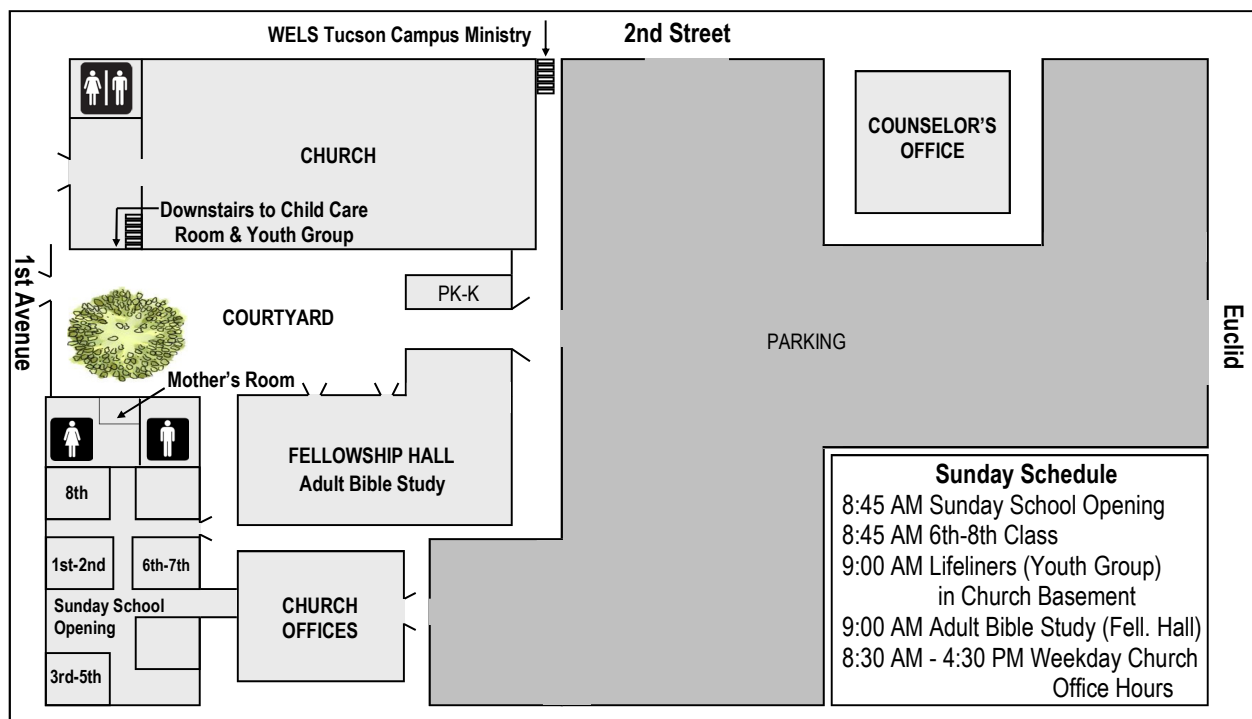 WELS Tucson Campus Ministry
2nd Street
COUNSELOR'S
OFFICE
CHURCH
Downstairs to Child Care
Room & Youth Group
1st Avenue
PK-K
COURTYARD
PARKING
Euclid
Mother's Room
FELLOWSHIP HALL
Adult Bible Study
8th
1st-2nd
6th-7th
Sunday School
Opening
3rd-5th
CHURCH
OFFICES
Sunday Schedule
8:45 AM Sunday School Opening
8:45 AM 6th-8th Class
9:00 AM Lifeliners (Youth Group)
in Church Basement
9:00 AM Adult Bible Study (Fell. Hall)
8:30 AM - 4:30 PM Weekday Church
Office Hours